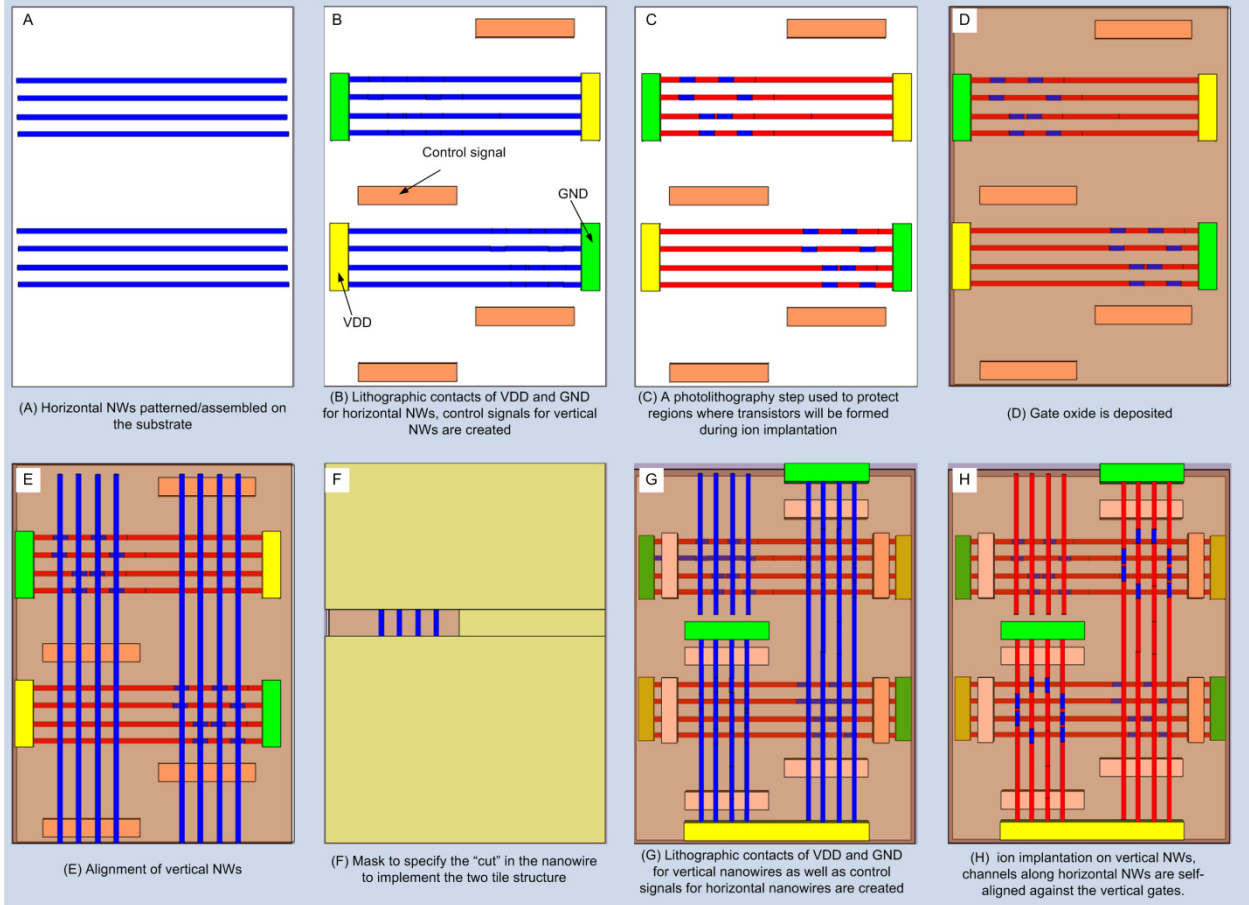 A
B
C
D
Control signal
GND
VDD
(A) Horizontal NWs patterned/assembled on
the substrate
(B) Lithographic contacts of VDD and GND
for horizontal NWs, control signals for vertical
NWs are created
(C) A photolithography step used to protect
regions where transistors will be formed
during ion implantation
(D) Gate oxide is deposited
E
F
G
H
(E) Alignment of vertical NWs
(F) Mask to specify the “cut” in the nanowire
to implement the two tile structure
(G) Lithographic contacts of VDD and GND
for vertical nanowires as well as control
signals for horizontal nanowires are created
(H) ion implantation on vertical NWs,
channels along horizontal NWs are self-
aligned against the vertical gates.